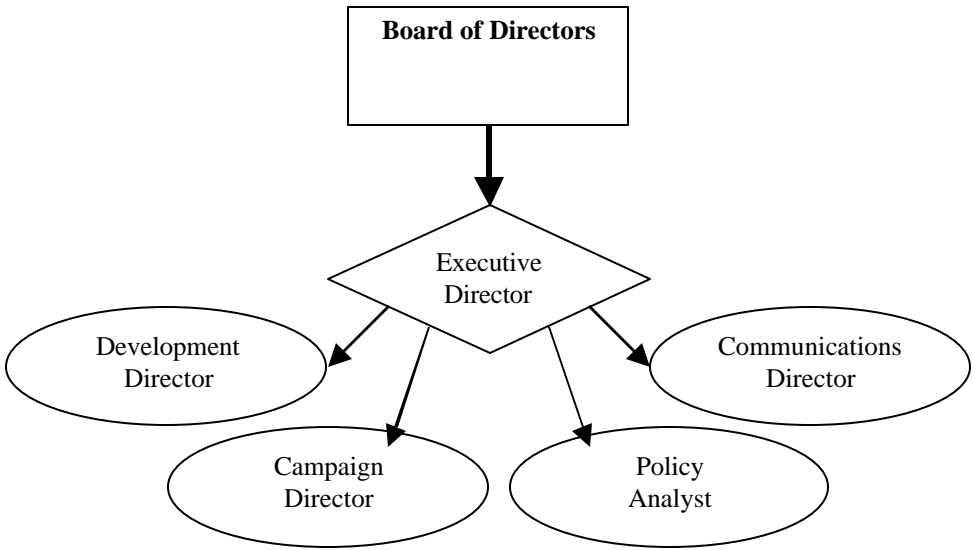 Board of Directors
Executive
Director
Development
Director
Communications
Director
Campaign
Director
Policy
Analyst